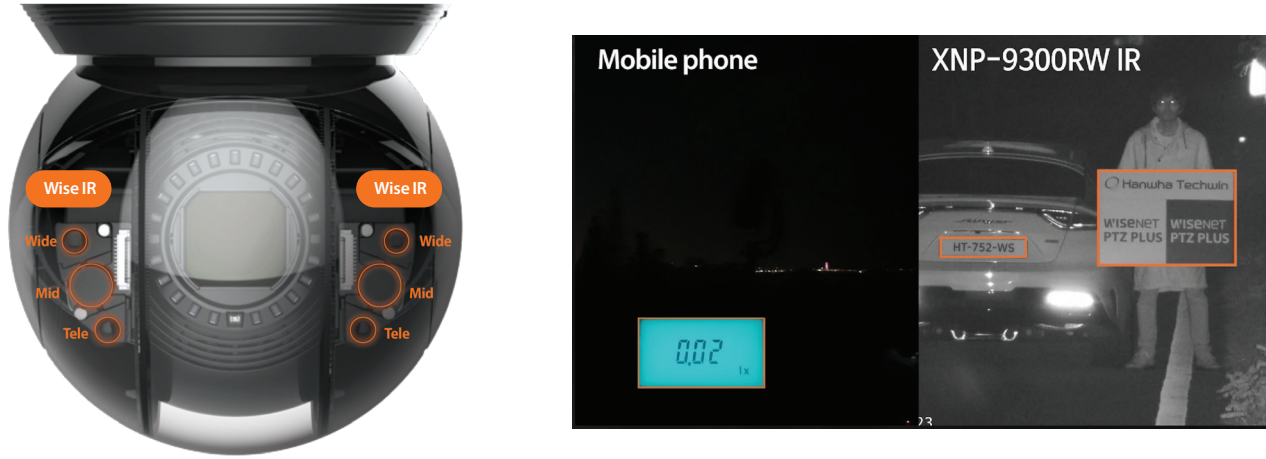 Wise IR
Wise IR
Wide
Wide
Mid
Mid
Tele
Tele
Mobile phone
XNP-9300RW IR
Hanwha Techwin
WISENET
PTZ PLUS
WISENET
PTZ PLUS
HT-752-WS
0.02
lx
23